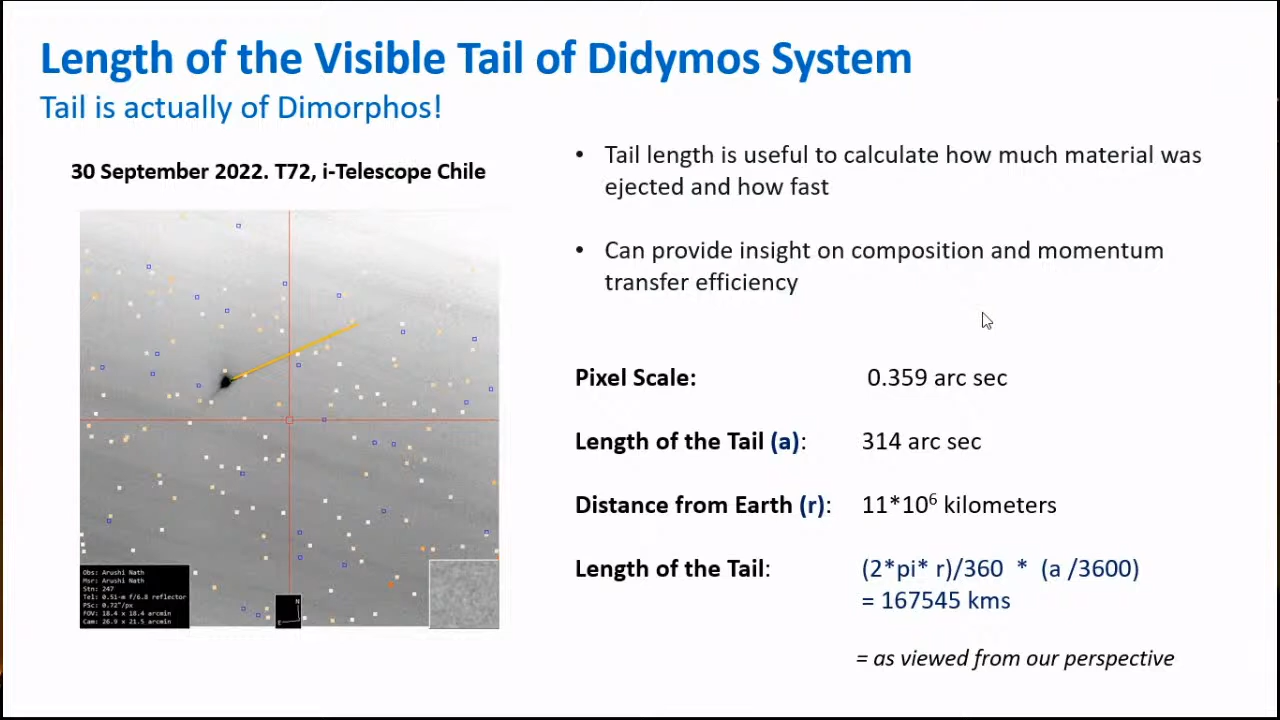 Length of the Visible Tail of Didymos System
Tail is actually of Dimorphos!
30 September 2022. T72, i-Telescope Chile
Obs: Arushi Nath
Msr: Arushi Nath
Stn: 247
Tel: 0.51-m f/6.8 reflector
PSc: 0.72"/px
FOV: 18.4 x 18.4 arcmin
Cam: 26.9 x 21.5 arcmin
N
E
• Tail length is useful to calculate how much material was
ejected and how fast
• Can provide insight on composition and momentum
transfer efficiency
Pixel Scale: 0.359 arc sec
Length of the Tail (a): 314 arc sec
Distance from Earth (r): 11*10⁶ kilometers
Length of the Tail: (2*pi* r)/360 * (a /3600)
= 167545 kms
= as viewed from our perspective